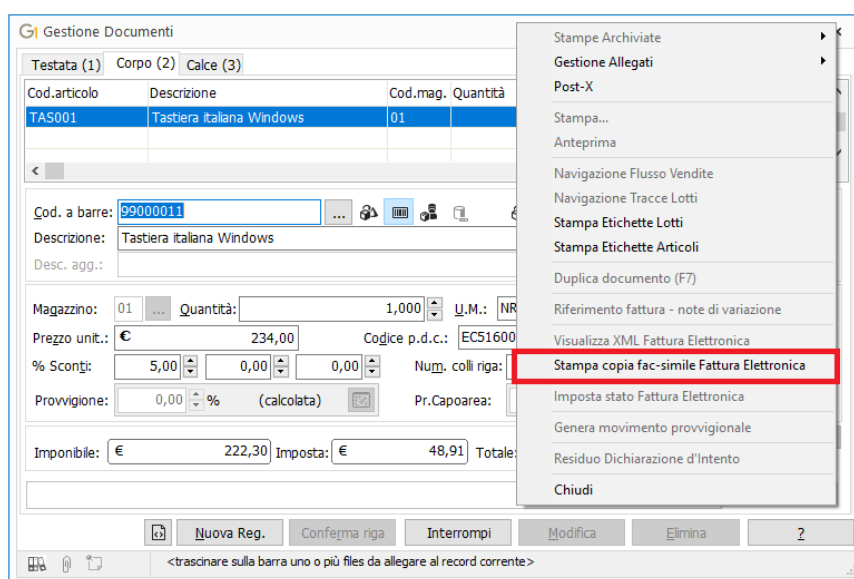 G1 Gestione Documenti
Testata (1) Corpo (2) Calce (3)
Cod.articolo Descrizione Cod.mag. Quantità
TAS001 Tastiera italiana Windows 01
Cod. a barre: 99000011 ...
Descrizione: Tastiera italiana Windows
Desc. agg.:
Magazzino: 01 ... Quantità: 1,000 U.M.: NR
Prezzo unit.: € 234,00 Codice p.d.c.: EC51600
% Sconti: 5,00 0,00 0,00 Num. colli riga:
Provvigione: 0,00 % (calcolata) Pr.Capoarea:
Imponibile: € 222,30 Imposta: € 48,91 Totale:
Nuova Reg. Conferma riga Interrompi Modifica Elimina ?
<trascinare sulla barra uno o più files da allegare al record corrente>
Stampe Archiviate
Gestione Allegati
Post-X
Stampa...
Anteprima
Navigazione Flusso Vendite
Navigazione Tracce Lotti
Stampa Etichette Lotti
Stampa Etichette Articoli
Duplica documento (F7)
Riferimento fattura - note di variazione
Visualizza XML Fattura Elettronica
Stampa copia fac-simile Fattura Elettronica
Imposta stato Fattura Elettronica
Genera movimento provvigionale
Residuo Dichiarazione d'Intento
Chiudi